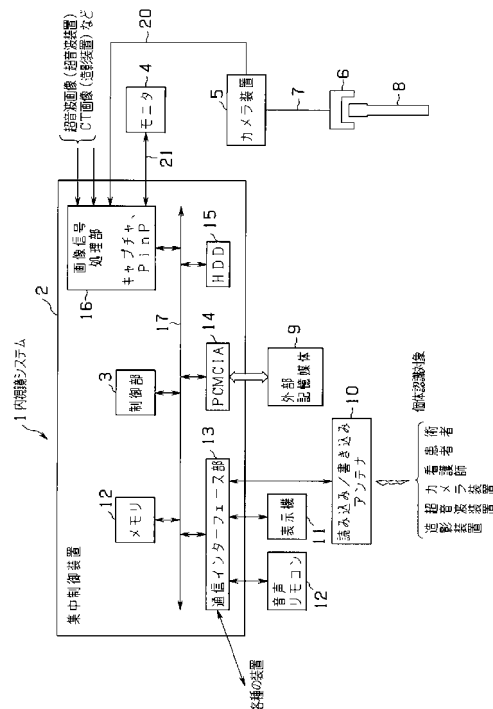 1 内視鏡システム
2
集中制御装置
超音波画像(超音波装置)
CT画像(造影装置)など
画像信号
処理部
キャプチャ、
PinP
16
20
4
モニタ
21
5
カメラ装置
7
6
8
12
メモリ
3
制御部
17
13
通信インターフェース部
14
PCMCIA
15
HDD
各種の装置
音声
リモコン
12
表示機
11
読み込み/書き込み
アンテナ
10
外部
記憶媒体
9
個体認識対象
術者
患者
看護師
カメラ装置
超音波装置
造影装置